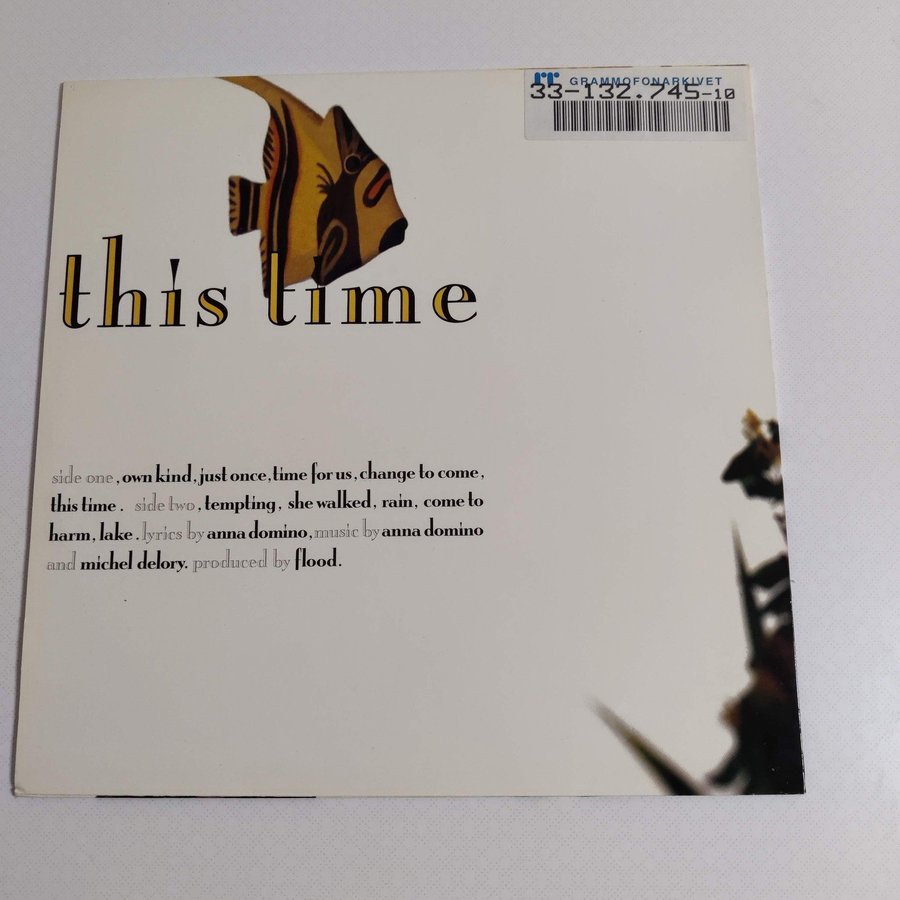 rr GRAMMOFONARKIVET
33-132.745-10
this time
side one, own kind, just once, time for us, change to come,
this time. side two, tempting, she walked, rain, come to
harm, lake. lyrics by anna domino, music by anna domino
and michel delory. produced by flood.